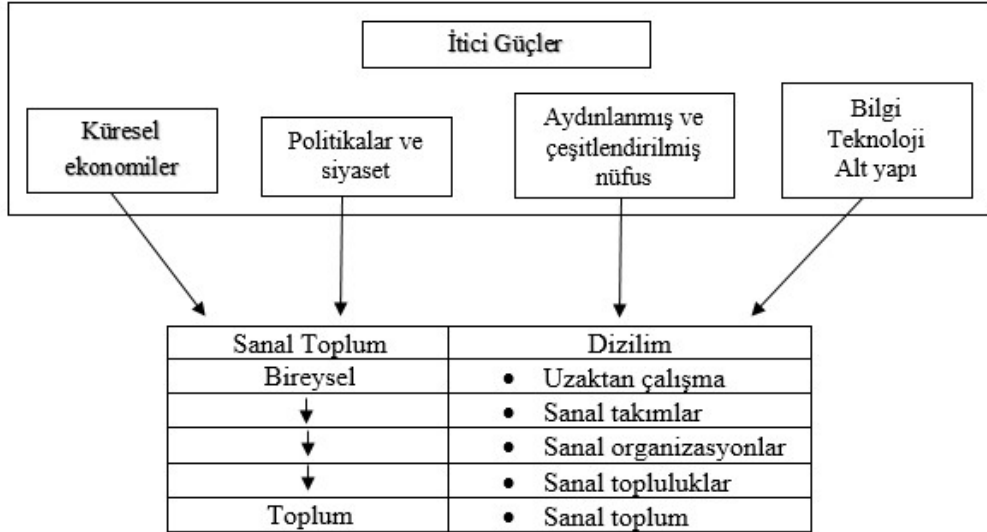 İtici Güçler
Küresel
ekonomiler
Politikalar ve
siyaset
Aydınlanmış ve
çeşitlendirilmiş
nüfus
Bilgi
Teknoloji
Alt yapı
Sanal Toplum
Dizilim
Bireysel
• Uzaktan çalışma
• Sanal takımlar
• Sanal organizasyonlar
• Sanal topluluklar
Toplum
• Sanal toplum